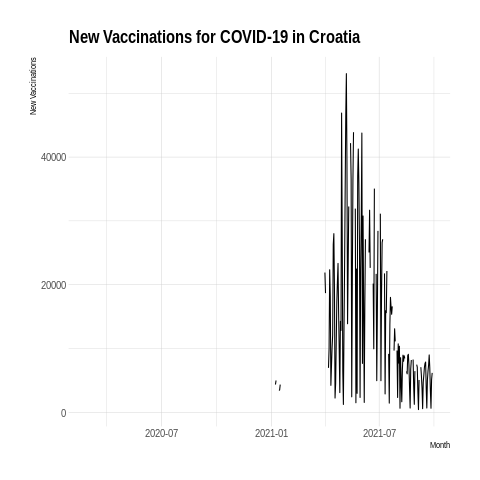 New Vaccinations for COVID-19 in Croatia
New Vaccinations
40000
20000
0
2020-07
2021-01
2021-07
Month